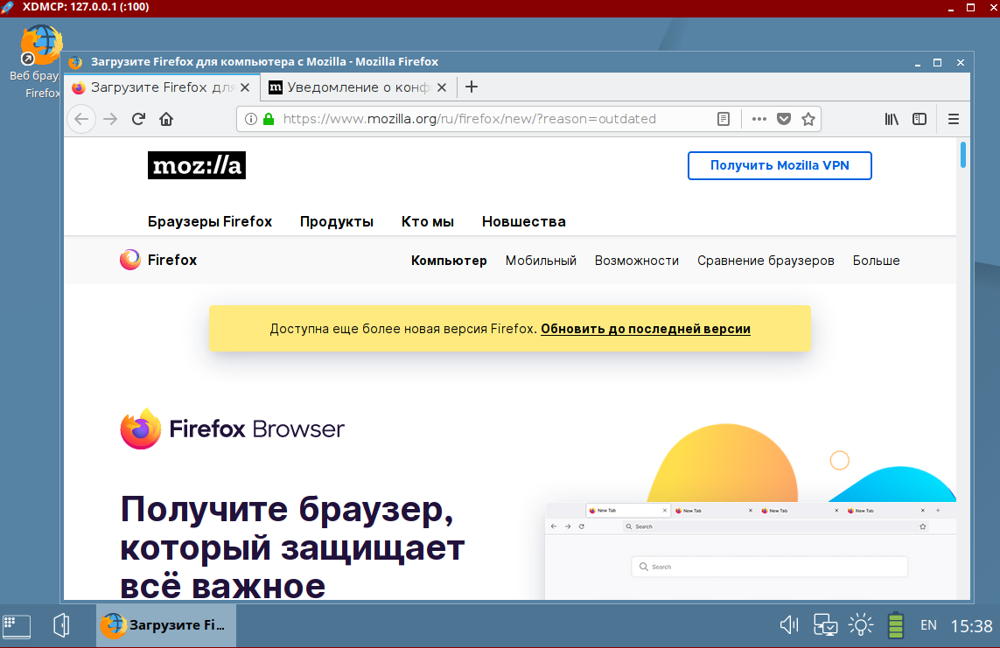 XDMCP: 127.0.0.1 (:100)
Веб брау
Firefox
Загрузите Firefox для компьютера с Mozilla - Mozilla Firefox
Загрузите Firefox для
Уведомление о конф
https://www.mozilla.org/ru/firefox/new/?reason=outdated
moz://a
Получить Mozilla VPN
Браузеры Firefox Продукты Кто мы Новшества
Firefox
Компьютер Мобильный Возможности Сравнение браузеров Больше
Доступна еще более новая версия Firefox. Обновить до последней версии
Firefox Browser
Получите браузер,
который защищает
всё важное
New Tab New Tab New Tab New Tab
Search
Search
Загрузите Fi...
EN 15:38